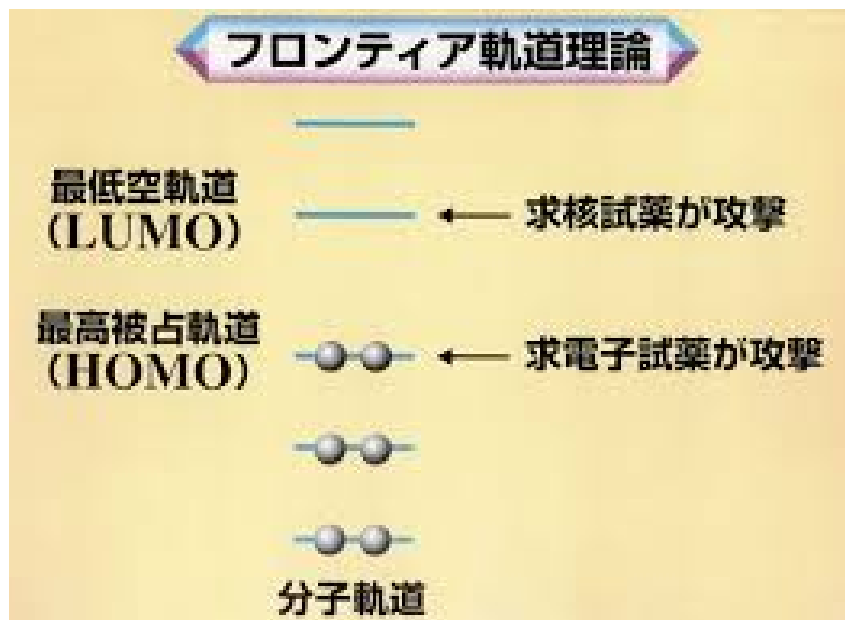 フロンティア軌道理論
最低空軌道
(LUMO)
求核試薬が攻撃
最高被占軌道
(HOMO)
求電子試薬が攻撃
分子軌道